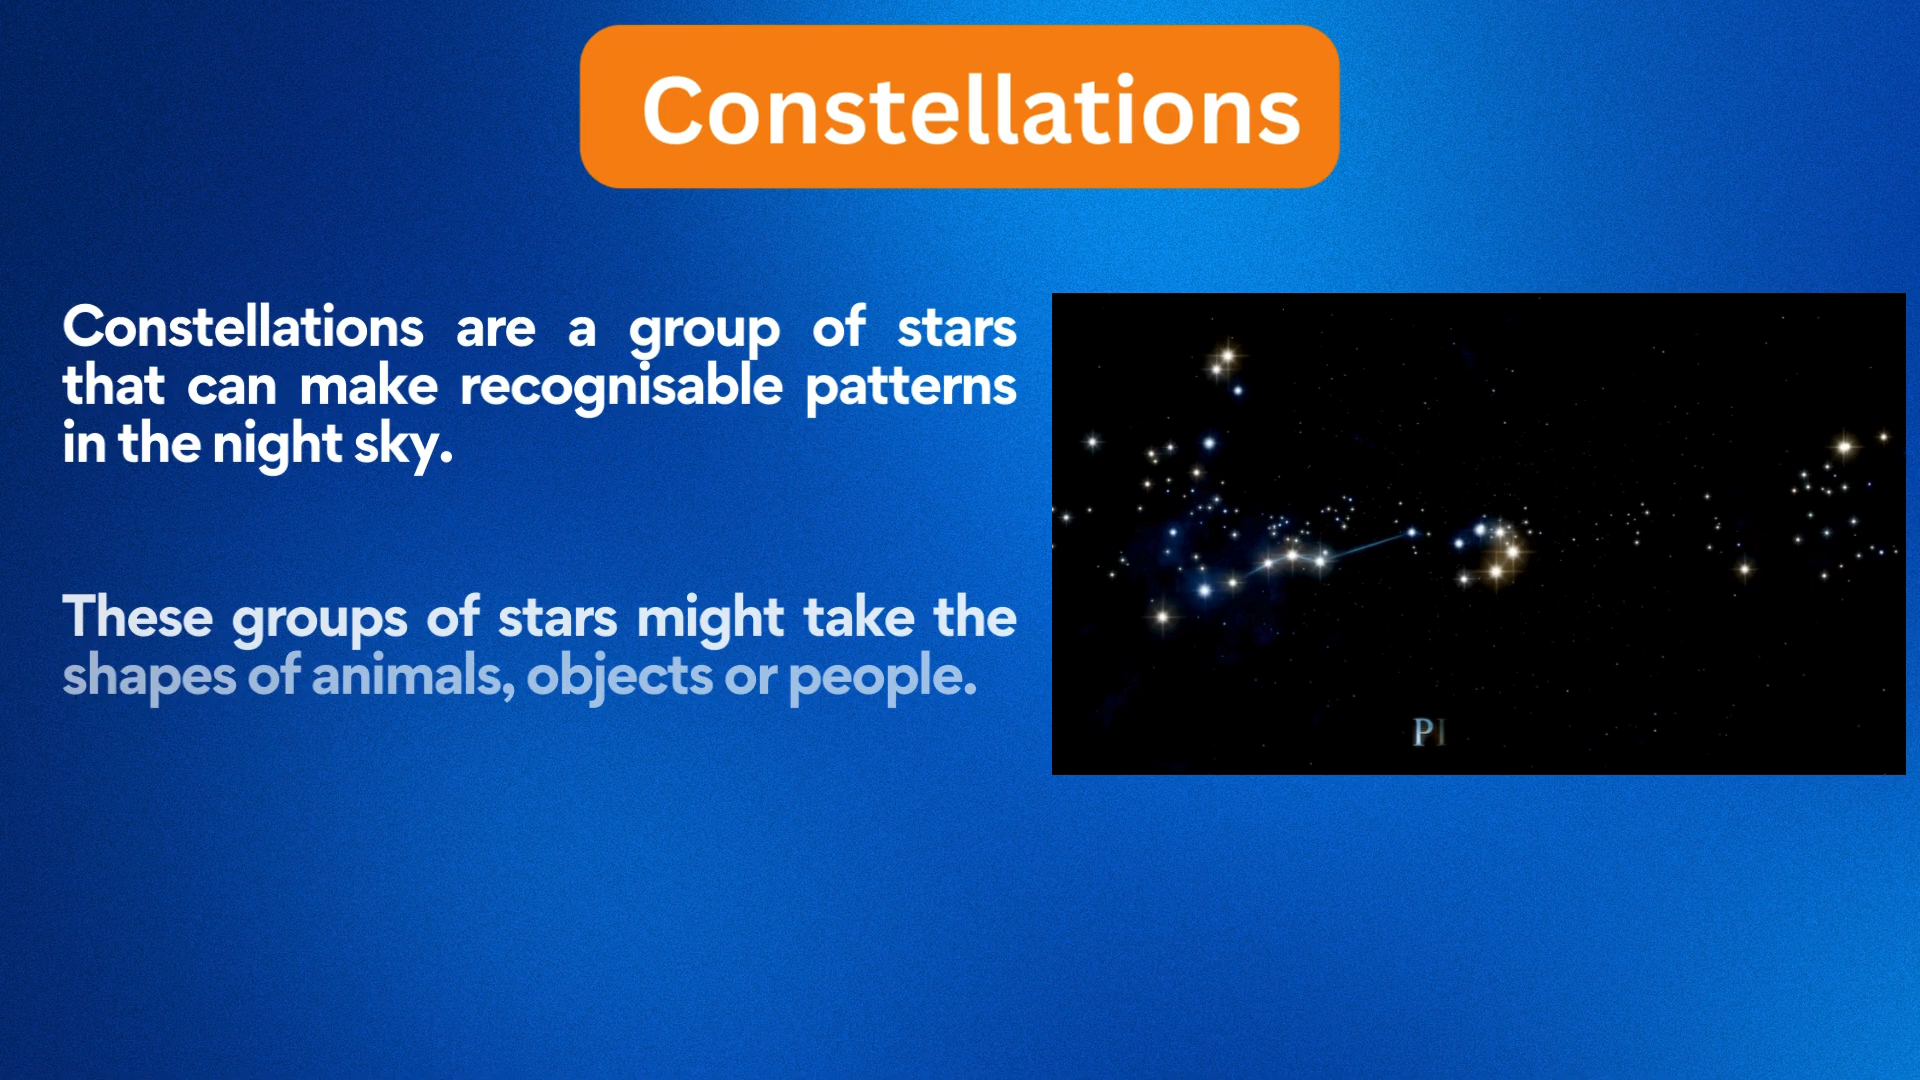 Constellations
Constellations are a group of stars
that can make recognisable patterns
in the night sky.
These groups of stars might take the
shapes of animals, objects or people.
PI